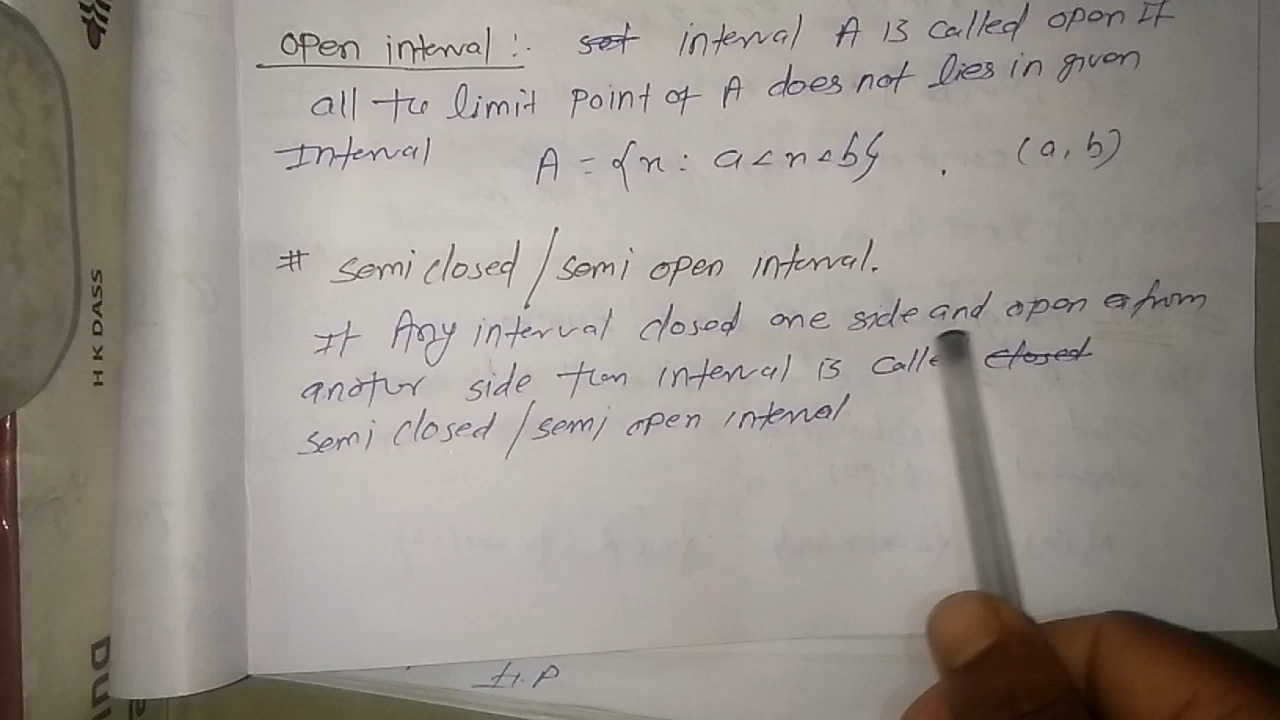 open interval :. set interval A is called open if
all the limit point of A does not lies in given
Interval A = {x : a < x < b} . (a, b)
# semi closed / semi open interval.
If Any interval closed one side and open from
another side then interval is calle closed
semi closed / semi open interval
H.P
HK DASS